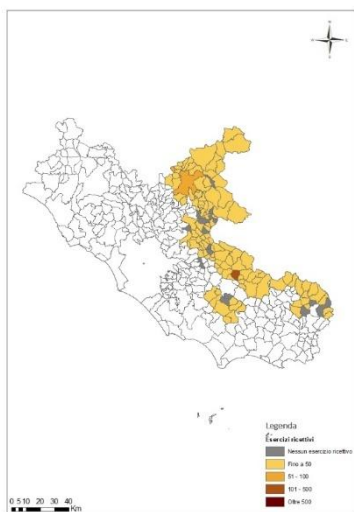 N
Legenda
Esercizi ricettivi
Nessun esercizio ricettivo
Fino a 50
51 - 100
101 - 500
Oltre 500
0 5 10 20 30 40
Km